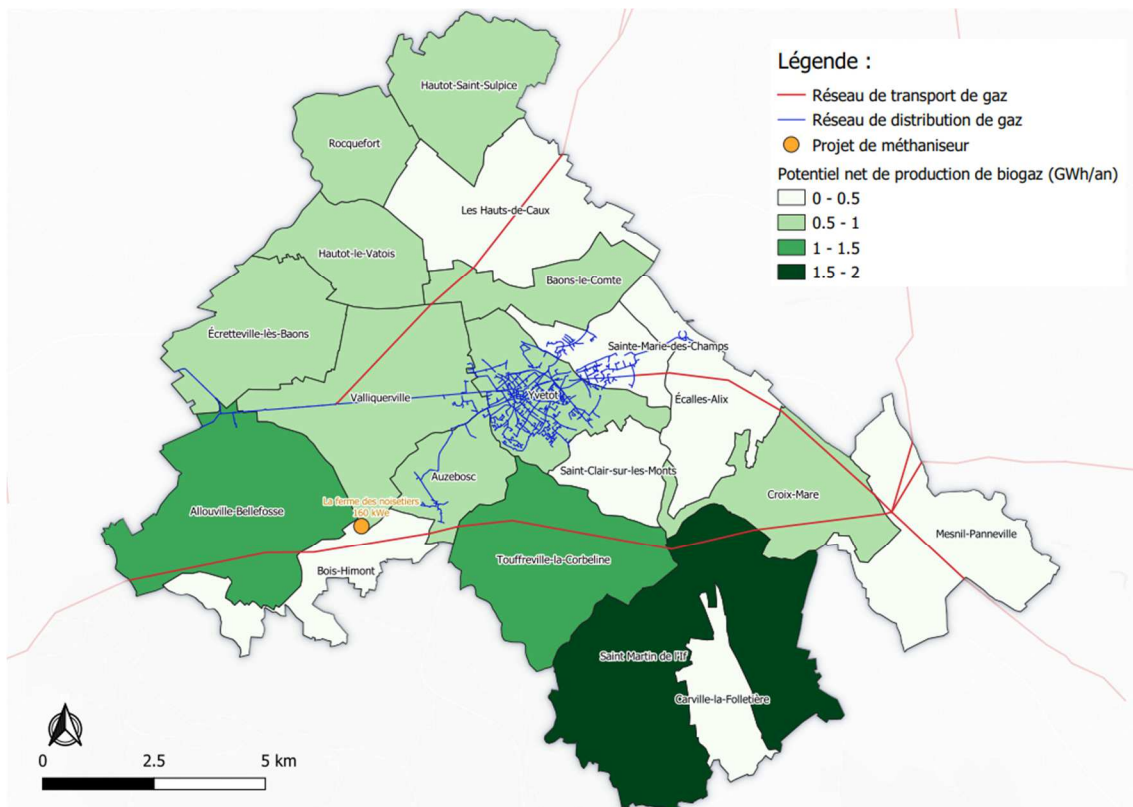 Légende :
Réseau de transport de gaz
Réseau de distribution de gaz
Projet de méthaniseur
Potentiel net de production de biogaz (GWh/an)
0 - 0.5
0.5 - 1
1 - 1.5
1.5 - 2
Hautot-Saint-Sulpice
Rocquefort
Les Hauts-de-Caux
Hautot-le-Vatois
Baons-le-Comte
Écretteville-lès-Baons
Sainte-Marie-des-Champs
Valliquerville
Yvetot
Écalles-Alix
Saint-Clair-sur-les-Monts
Auzebosc
Croix-Mare
La ferme des noisetiers
160 kWe
Allouville-Bellefosse
Mesnil-Panneville
Touffreville-la-Corbeline
Bois-Himont
Saint Martin de l'If
Carville-la-Folletière
0
2.5
5 km